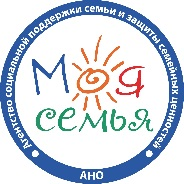 Агентство социальной поддержки семьи и защиты семейных ценностей
Моя
семья
АНО